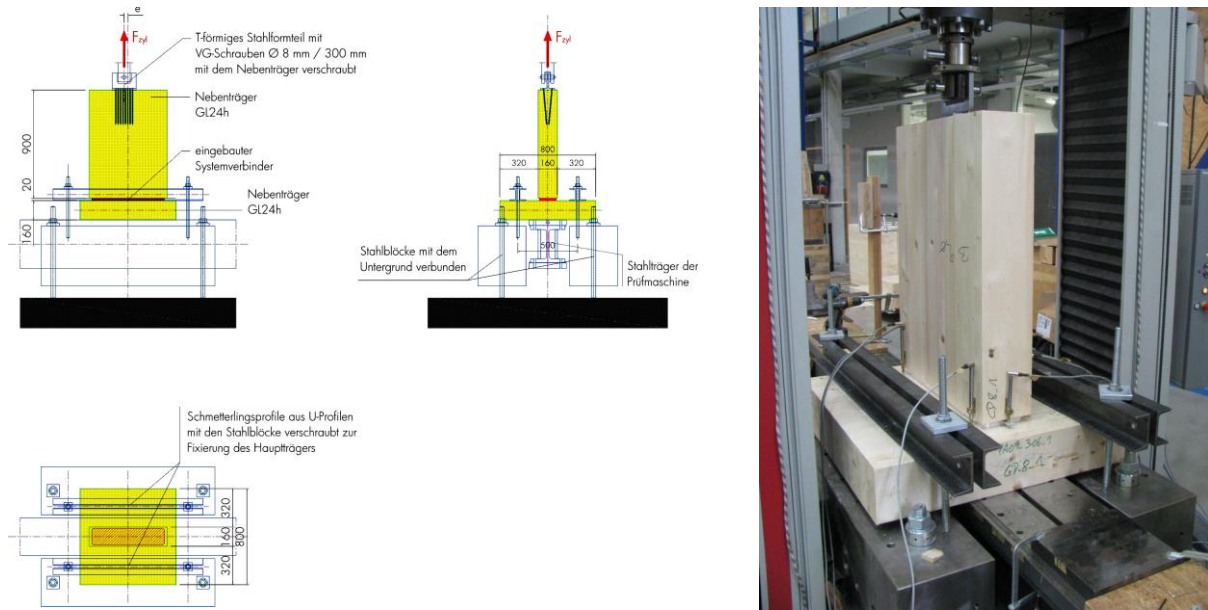 e
F_zyl
T-förmiges Stahlformteil mit
VG-Schrauben Ø 8 mm / 300 mm
mit dem Nebenträger verschraubt
Nebenträger
GL24h
eingebauter
Systemverbinder
Nebenträger
GL24h
900
20
160
F_zyl
800
320 160 320
500
Stahlblöcke mit dem
Untergrund verbunden
Stahlträger der
Prüfmaschine
Schmetterlingsprofile aus U-Profilen
mit den Stahlblöcke verschraubt zur
Fixierung des Hauptträgers
320
160
320
800